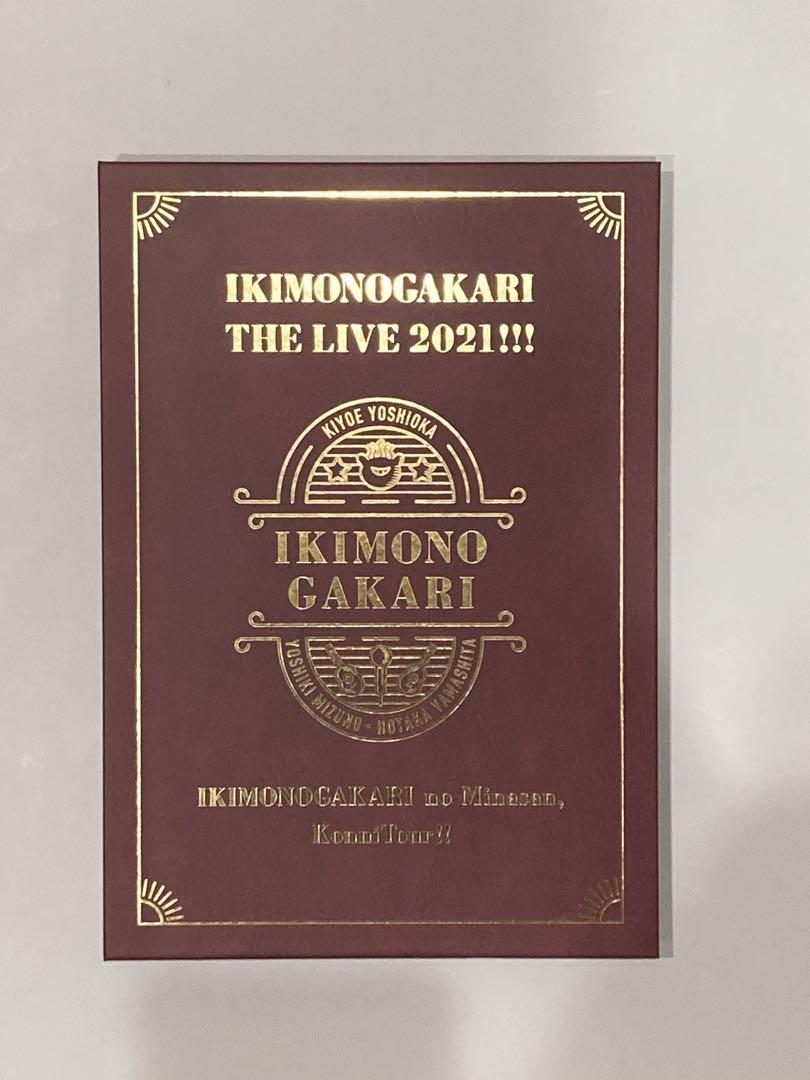 IKIMONOGAKARI
THE LIVE 2021!!!
KIYOE YOSHIOKA
IKIMONO
GAKARI
YOSHIKI MIZUNO • HOTAKA YAMASHITA
IKIMONOGAKARI no Minasan,
KonniTour!!